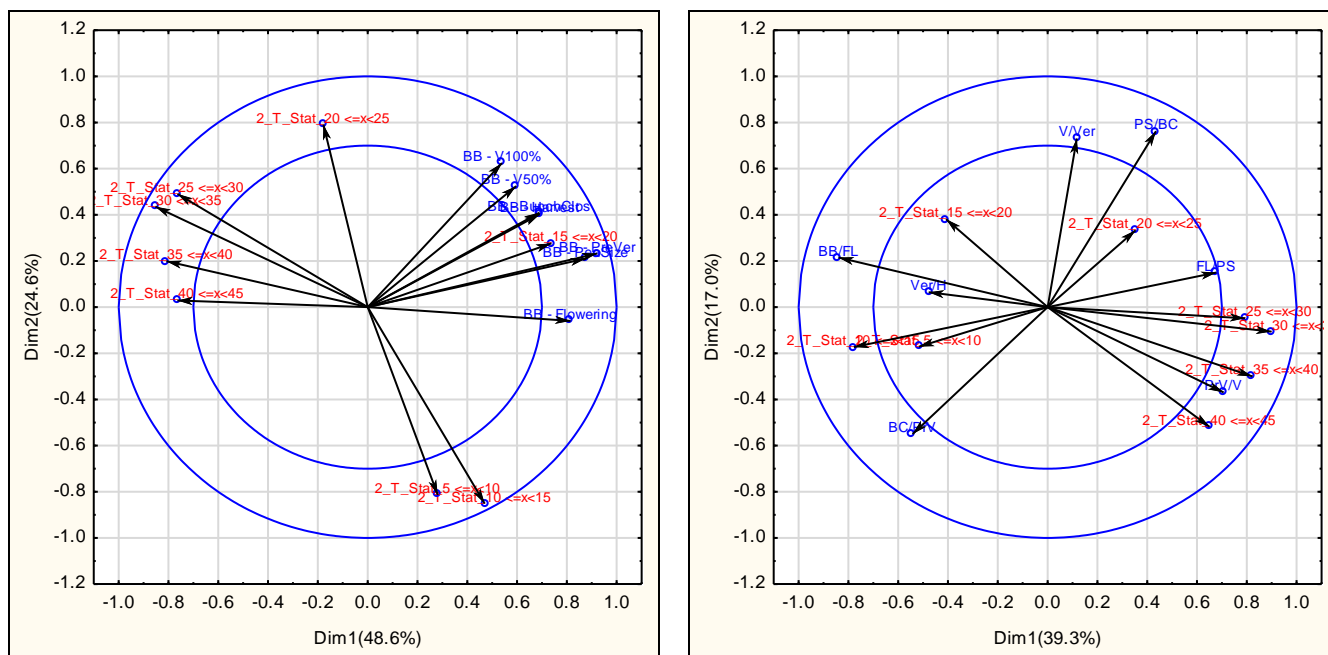 1.2
1.0
0.8
0.6
0.4
0.2
0.0
-0.2
-0.4
-0.6
-0.8
-1.0
-1.2
Dim2(24.6%)
2_T_Stat_20 <=x<25
BB - V100%
BB - V50%
2_T_Stat_25 <=x<30
_T_Stat_30 <=x<35
2_T_Stat_15 <=x<20
BB - PreVer
2_T_Stat_35 <=x<40
2_T_Stat_40 <=x<45
BB - Flowering
2_T_Stat_5 <=x<10
2_T_Stat_10 <=x<15
-1.0 -0.8 -0.6 -0.4 -0.2 0.0 0.2 0.4 0.6 0.8 1.0
Dim1(48.6%)
1.2
1.0
0.8
0.6
0.4
0.2
0.0
-0.2
-0.4
-0.6
-0.8
-1.0
-1.2
Dim2(17.0%)
V/Ver
PS/BC
2_T_Stat_15 <=x<20
2_T_Stat_20 <=x<25
BB/FL
FL/PS
Ver/H
2_T_Stat_25 <=x<30
2_T_Stat_30 <=x<3
2_T_Stat_35 <=x<40
PrV/V
2_T_Stat_40 <=x<45
-1.0 -0.8 -0.6 -0.4 -0.2 0.0 0.2 0.4 0.6 0.8 1.0
Dim1(39.3%)